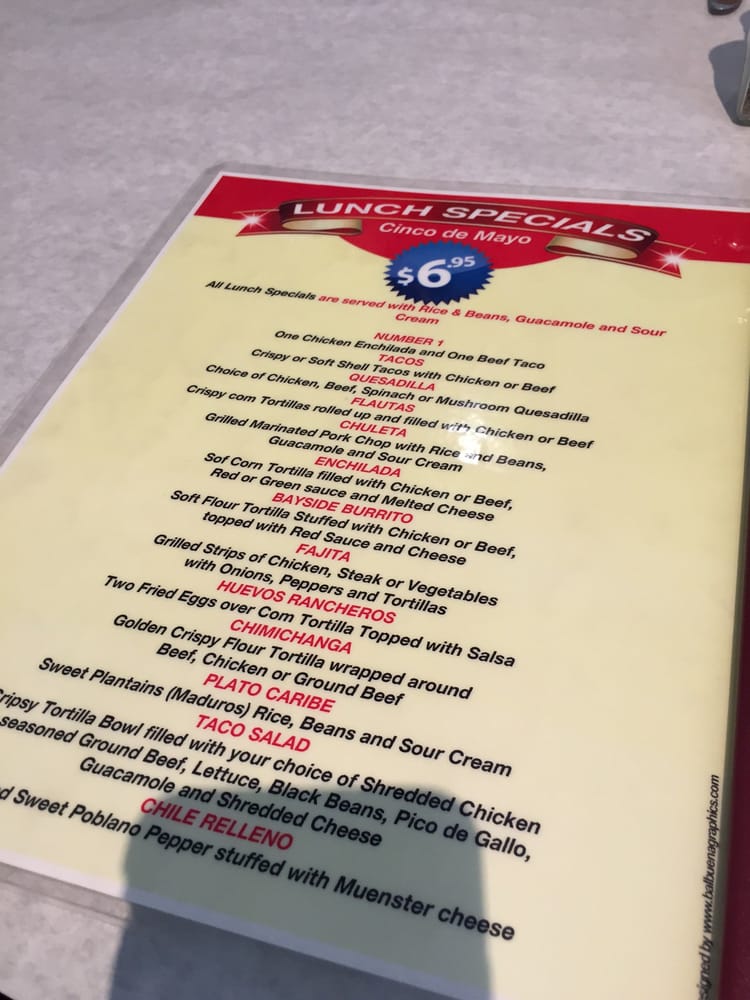 LUNCH SPECIALS
Cinco de Mayo
$6.95
All Lunch Specials are served with Rice & Beans, Guacamole and Sour
Cream
NUMBER 1
One Chicken Enchilada and One Beef Taco
TACOS
Crispy or Soft Shell Tacos with Chicken or Beef
QUESADILLA
Choice of Chicken, Beef, Spinach or Mushroom Quesadilla
FLAUTAS
Crispy corn Tortillas rolled up and filled with Chicken or Beef
CHULETA
Grilled Marinated Pork Chop with Rice and Beans,
Guacamole and Sour Cream
ENCHILADA
Sof Corn Tortilla filled with Chicken or Beef,
Red or Green sauce and Melted Cheese
BAYSIDE BURRITO
Soft Flour Tortilla Stuffed with Chicken or Beef,
topped with Red Sauce and Cheese
FAJITA
Grilled Strips of Chicken, Steak or Vegetables
with Onions, Peppers and Tortillas
HUEVOS RANCHEROS
Two Fried Eggs over Corn Tortilla Topped with Salsa
CHIMICHANGA
Golden Crispy Flour Tortilla wrapped around
Beef, Chicken or Ground Beef
PLATO CARIBE
Sweet Plantains (Maduros) Rice, Beans and Sour Cream
TACO SALAD
ripsy Tortilla Bowl filled with your choice of Shredded Chicken
seasoned Ground Beef, Lettuce, Black Beans, Pico de Gallo,
Guacamole and Shredded Cheese
CHILE RELLENO
d Sweet Poblano Pepper stuffed with Muenster cheese
signed by www.balbuenagraphics.com